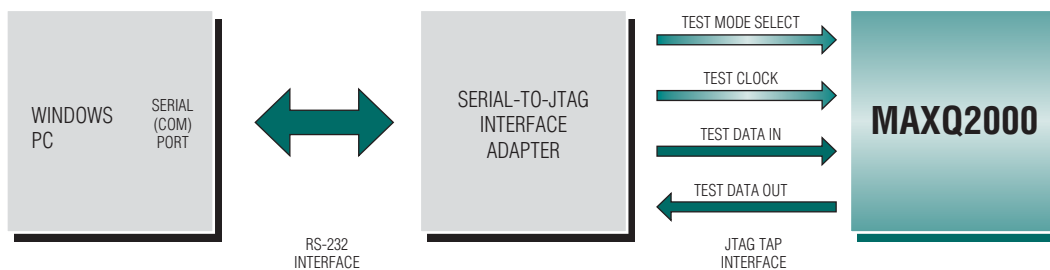 WINDOWS
PC
SERIAL
(COM)
PORT
RS-232
INTERFACE
SERIAL-TO-JTAG
INTERFACE
ADAPTER
TEST MODE SELECT
TEST CLOCK
TEST DATA IN
TEST DATA OUT
JTAG TAP
INTERFACE
MAXQ2000